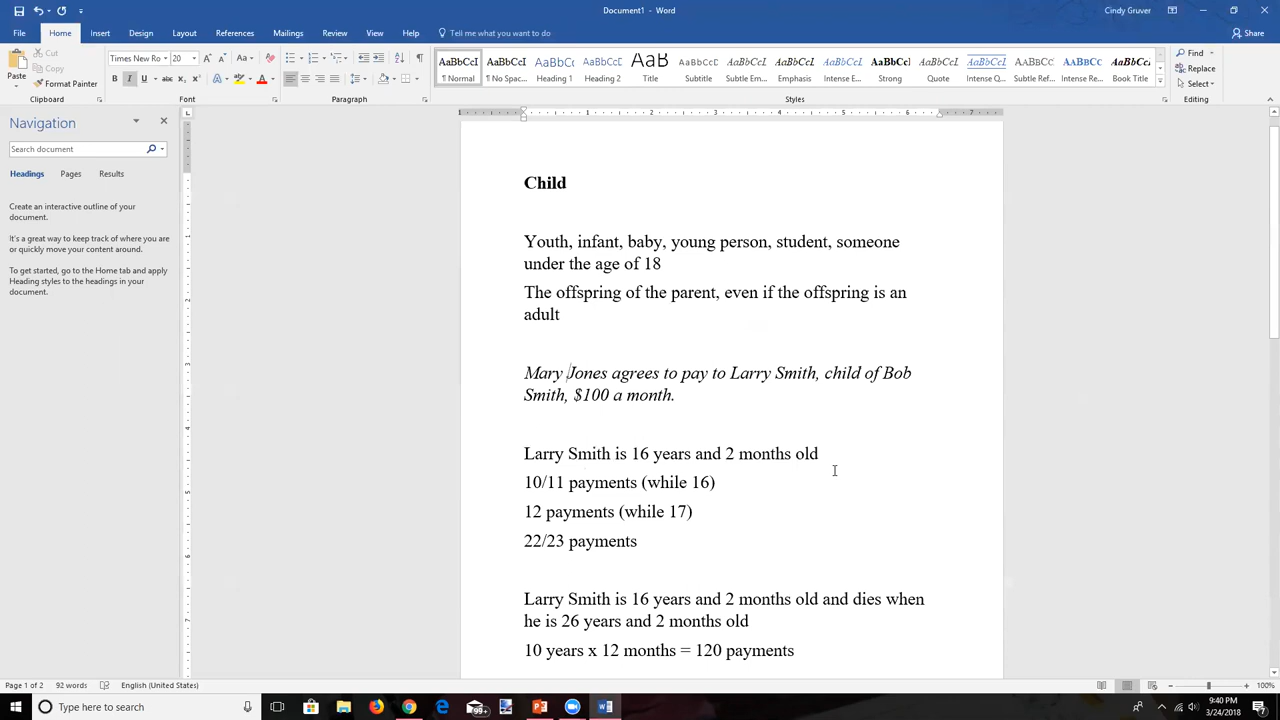 Document1 - Word
Cindy Gruver
File
Home
Insert
Design
Layout
References
Mailings
Review
View
Help
Tell me what you want to do
Share
Paste
Cut
Copy
Format Painter
Clipboard
Times New Ro
20
Font
Paragraph
AaBbCcI
¶ Normal
AaBbCcI
¶ No Spac...
AaBbCc
Heading 1
AaBbCcD
Heading 2
AaB
Title
AaBbCcC
Subtitle
AaBbCcI
Subtle Em...
AaBbCcI
Emphasis
AaBbCcI
Intense E...
AaBbCc
Strong
AaBbCcI
Quote
AaBbCcI
Intense Q...
AaBbCcI
Subtle Ref...
AaBbCc
Intense Re...
AaBbCc
Book Title
Styles
Find
Replace
Select
Editing
Navigation
Search document
Headings
Pages
Results
Create an interactive outline of your
document.
It's a great way to keep track of where you are
or quickly move your content around.
To get started, go to the Home tab and apply
Heading styles to the headings in your
document.
Child
Youth, infant, baby, young person, student, someone
under the age of 18
The offspring of the parent, even if the offspring is an
adult
Mary Jones agrees to pay to Larry Smith, child of Bob
Smith, $100 a month.
Larry Smith is 16 years and 2 months old
10/11 payments (while 16)
12 payments (while 17)
22/23 payments
Larry Smith is 16 years and 2 months old and dies when
he is 26 years and 2 months old
10 years x 12 months = 120 payments
Page 1 of 2
92 words
English (United States)
100%
Type here to search
99+
9:40 PM
3/24/2018